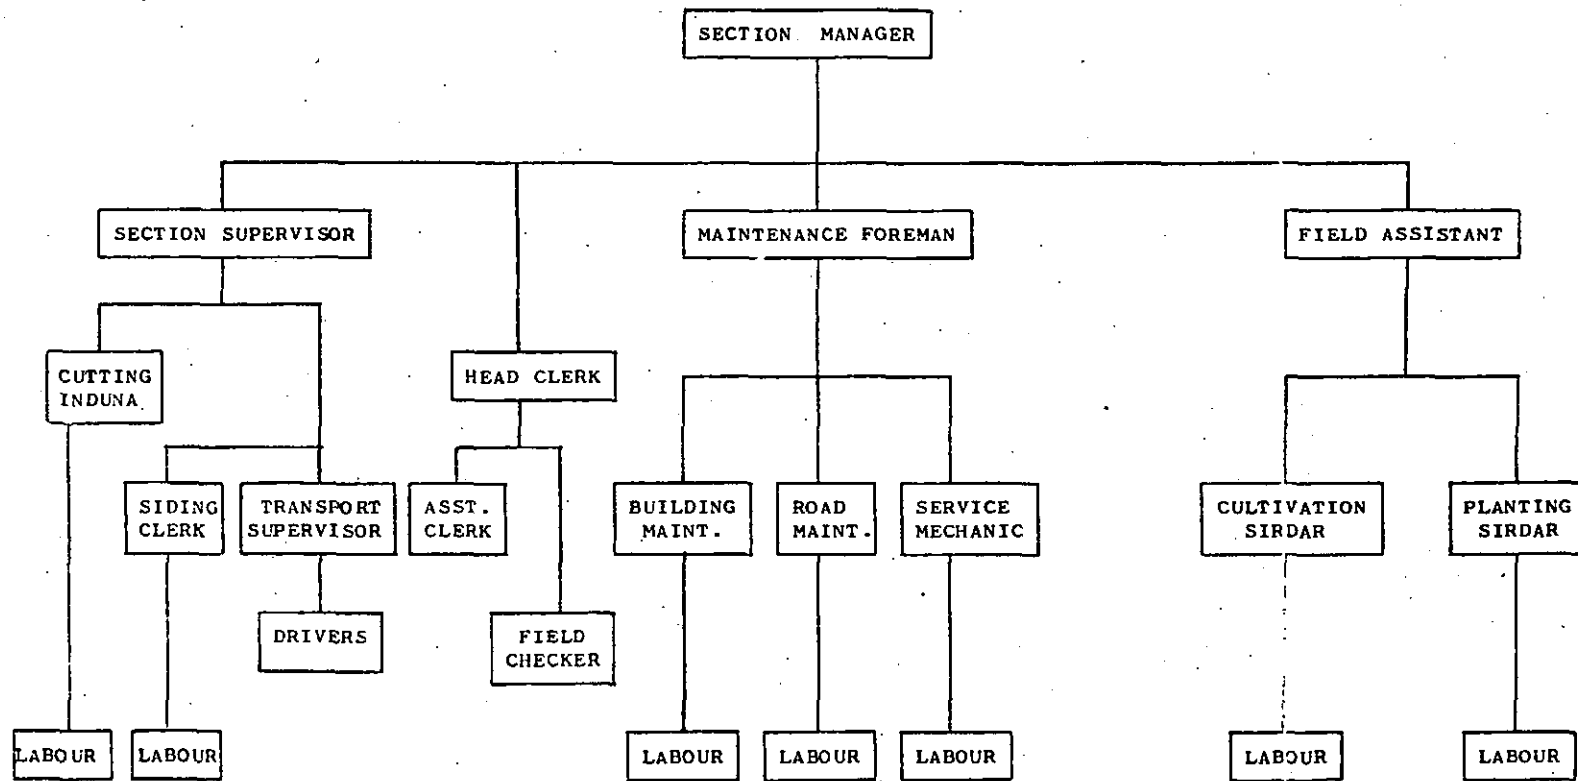 SECTION MANAGER
SECTION SUPERVISOR
MAINTENANCE FOREMAN
FIELD ASSISTANT
CUTTING
INDUNA
HEAD CLERK
SIDING
CLERK
TRANSPORT
SUPERVISOR
ASST.
CLERK
BUILDING
MAINT.
ROAD
MAINT.
SERVICE
MECHANIC
CULTIVATION
SIRDAR
PLANTING
SIRDAR
DRIVERS
FIELD
CHECKER
LABOUR
LABOUR
LABOUR
LABOUR
LABOUR
LABOUR
LABOUR